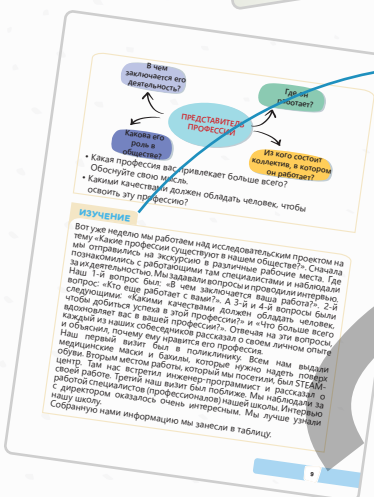 В чем
заключается его
деятельность?
Где он
работает?
ПРЕДСТАВИТЕЛЬ
ПРОФЕССИИ
Какова его
роль в
обществе?
Из кого состоит
коллектив, в котором
он работает?
• Какая профессия вас привлекает больше всего?
Обоснуйте свою мысль.
• Какими качествами должен обладать человек, чтобы
освоить эту профессию?
ИЗУЧЕНИЕ
Вот уже неделю мы работаем над исследовательским проектом на
тему «Какие профессии существуют в нашем обществе?». Сначала
мы отправились на экскурсию в различные рабочие места. Где
познакомились с работающими там специалистами и наблюдали
за их деятельностью. Мы задавали вопросы и проводили интервью.
Наш 1-й вопрос был: «В чем заключается ваша работа?». 2-й
вопрос: «Кто еще работает с вами?». А 3-й и 4-й вопросы были
следующими: «Какими качествами должен обладать человек,
чтобы добиться успеха в этой профессии?» и «Что больше всего
вдохновляет вас в вашей профессии?». Отвечая на эти вопросы,
каждый из наших собеседников рассказал о своем личном опыте
и объяснил, почему ему нравится его профессия.
Наш первый визит был в поликлинику. Всем нам выдали
медицинские маски и бахилы, которые нужно надеть поверх
обуви. Вторым местом работы, который мы посетили, был STEAM-
центр. Там нас встретил инженер-программист и рассказал о
своей работе. Третий наш визит был поближе. Мы наблюдали за
работой специалистов (профессионалов) нашей школы. Интервью
с директором оказалось очень интересным. Мы лучше узнали
нашу школу.
Собранную нами информацию мы занесли в таблицу.
9